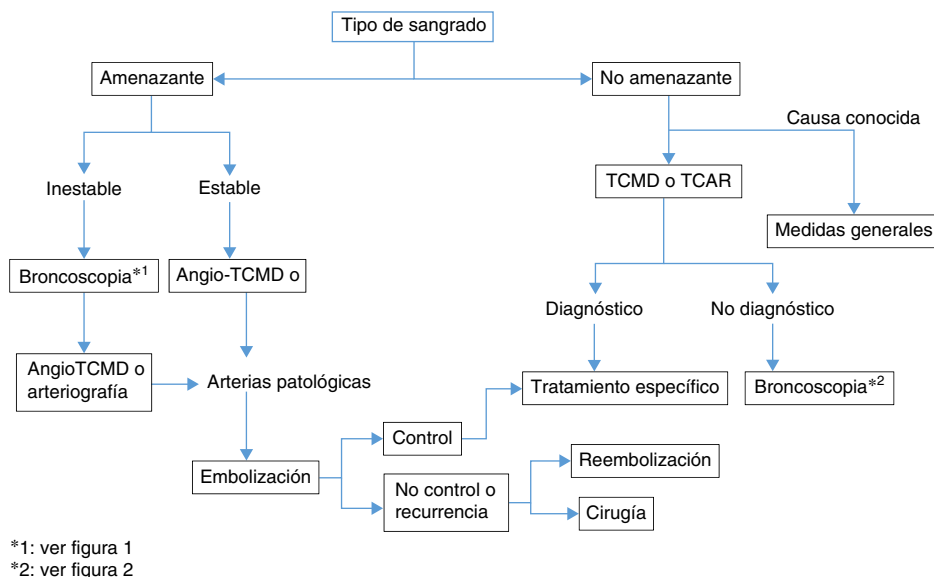 Tipo de sangrado
Amenazante
No amenazante
Causa conocida
Inestable
Estable
TCMD o TCAR
Medidas generales
Broncoscopia*1
Angio-TCMD o
Diagnóstico
No diagnóstico
AngioTCMD o
arteriografía
Arterias patológicas
Tratamiento específico
Broncoscopia*2
Control
Embolización
No control o
recurrencia
Reembolización
Cirugía
*1: ver figura 1
*2: ver figura 2